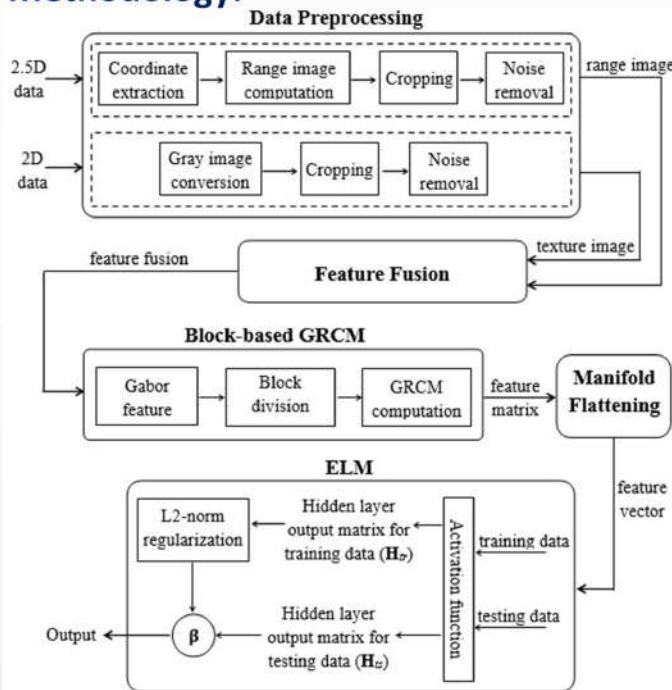 methodology:
Data Preprocessing
2.5D
data
Coordinate
extraction
Range image
computation
Cropping
Noise
removal
range image
2D
data
Gray image
conversion
Cropping
Noise
removal
texture image
feature fusion
Feature Fusion
Block-based GRCM
Gabor
feature
Block
division
GRCM
computation
feature
matrix
Manifold
Flattening
feature
vector
ELM
L2-norm
regularization
Hidden layer
output matrix for
training data (Htr)
Activation function
training data
Output
β
Hidden layer
output matrix for
testing data (Hts)
testing data